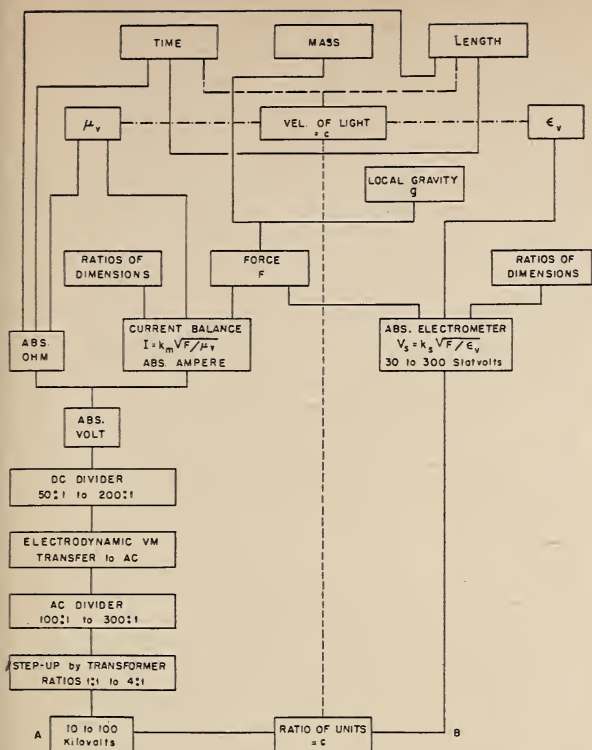 TIME
MASS
LENGTH
μᵥ
VEL. OF LIGHT
= c
εᵥ
LOCAL GRAVITY
g
RATIOS OF
DIMENSIONS
FORCE
F
RATIOS OF
DIMENSIONS
ABS.
OHM
CURRENT BALANCE
I = kₘ√F/μᵥ
ABS. AMPERE
ABS. ELECTROMETER
Vₛ = kₛ√F/εᵥ
30 to 300 Statvolts
ABS.
VOLT
DC DIVIDER
50:1 to 200:1
ELECTRODYNAMIC VM
TRANSFER to AC
AC DIVIDER
100:1 to 300:1
STEP-UP by TRANSFORMER
RATIOS 1:1 to 4:1
A
10 to 100
Kilovolts
RATIO OF UNITS
= c
B